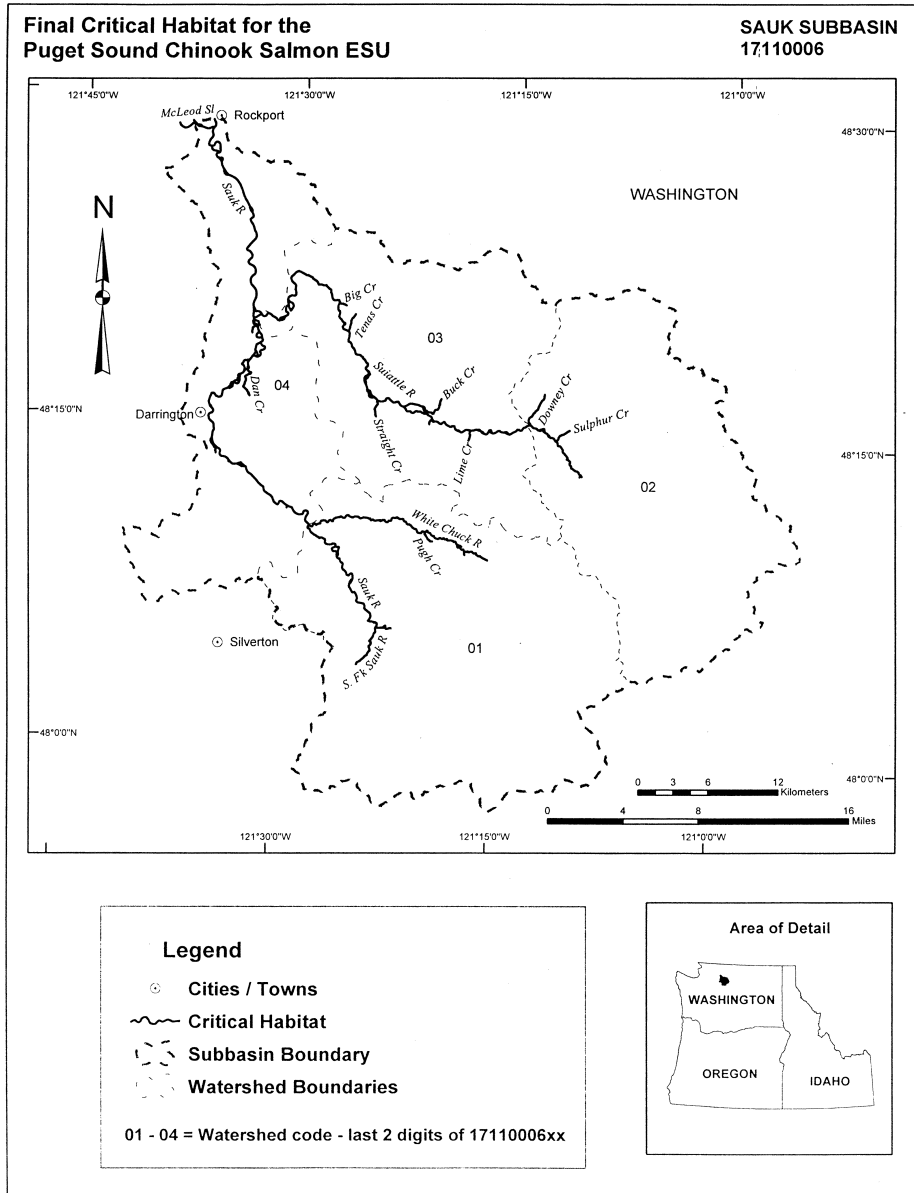 Final Critical Habitat for the
Puget Sound Chinook Salmon ESU
SAUK SUBBASIN
17110006
121°45'0"W
121°30'0"W
121°15'0"W
121°0'0"W
McLeod Sl
Rockport
48°30'0"N
Sauk R
WASHINGTON
N
Big Cr
Tenas Cr
03
Suiattle R
Buck Cr
04
Dan Cr
Downey Cr
48°15'0"N
Darrington
Straight Cr
Sulphur Cr
Lime Cr
48°15'0"N
02
White Chuck R
Pugh Cr
Sauk R
Silverton
01
S. Fk Sauk R
48°0'0"N
48°0'0"N
0 3 6 12
Kilometers
0 4 8 16
Miles
121°30'0"W
121°15'0"W
121°0'0"W
Legend
Cities / Towns
Critical Habitat
Subbasin Boundary
Watershed Boundaries
01 - 04 = Watershed code - last 2 digits of 17110006xx
Area of Detail
WASHINGTON
OREGON
IDAHO